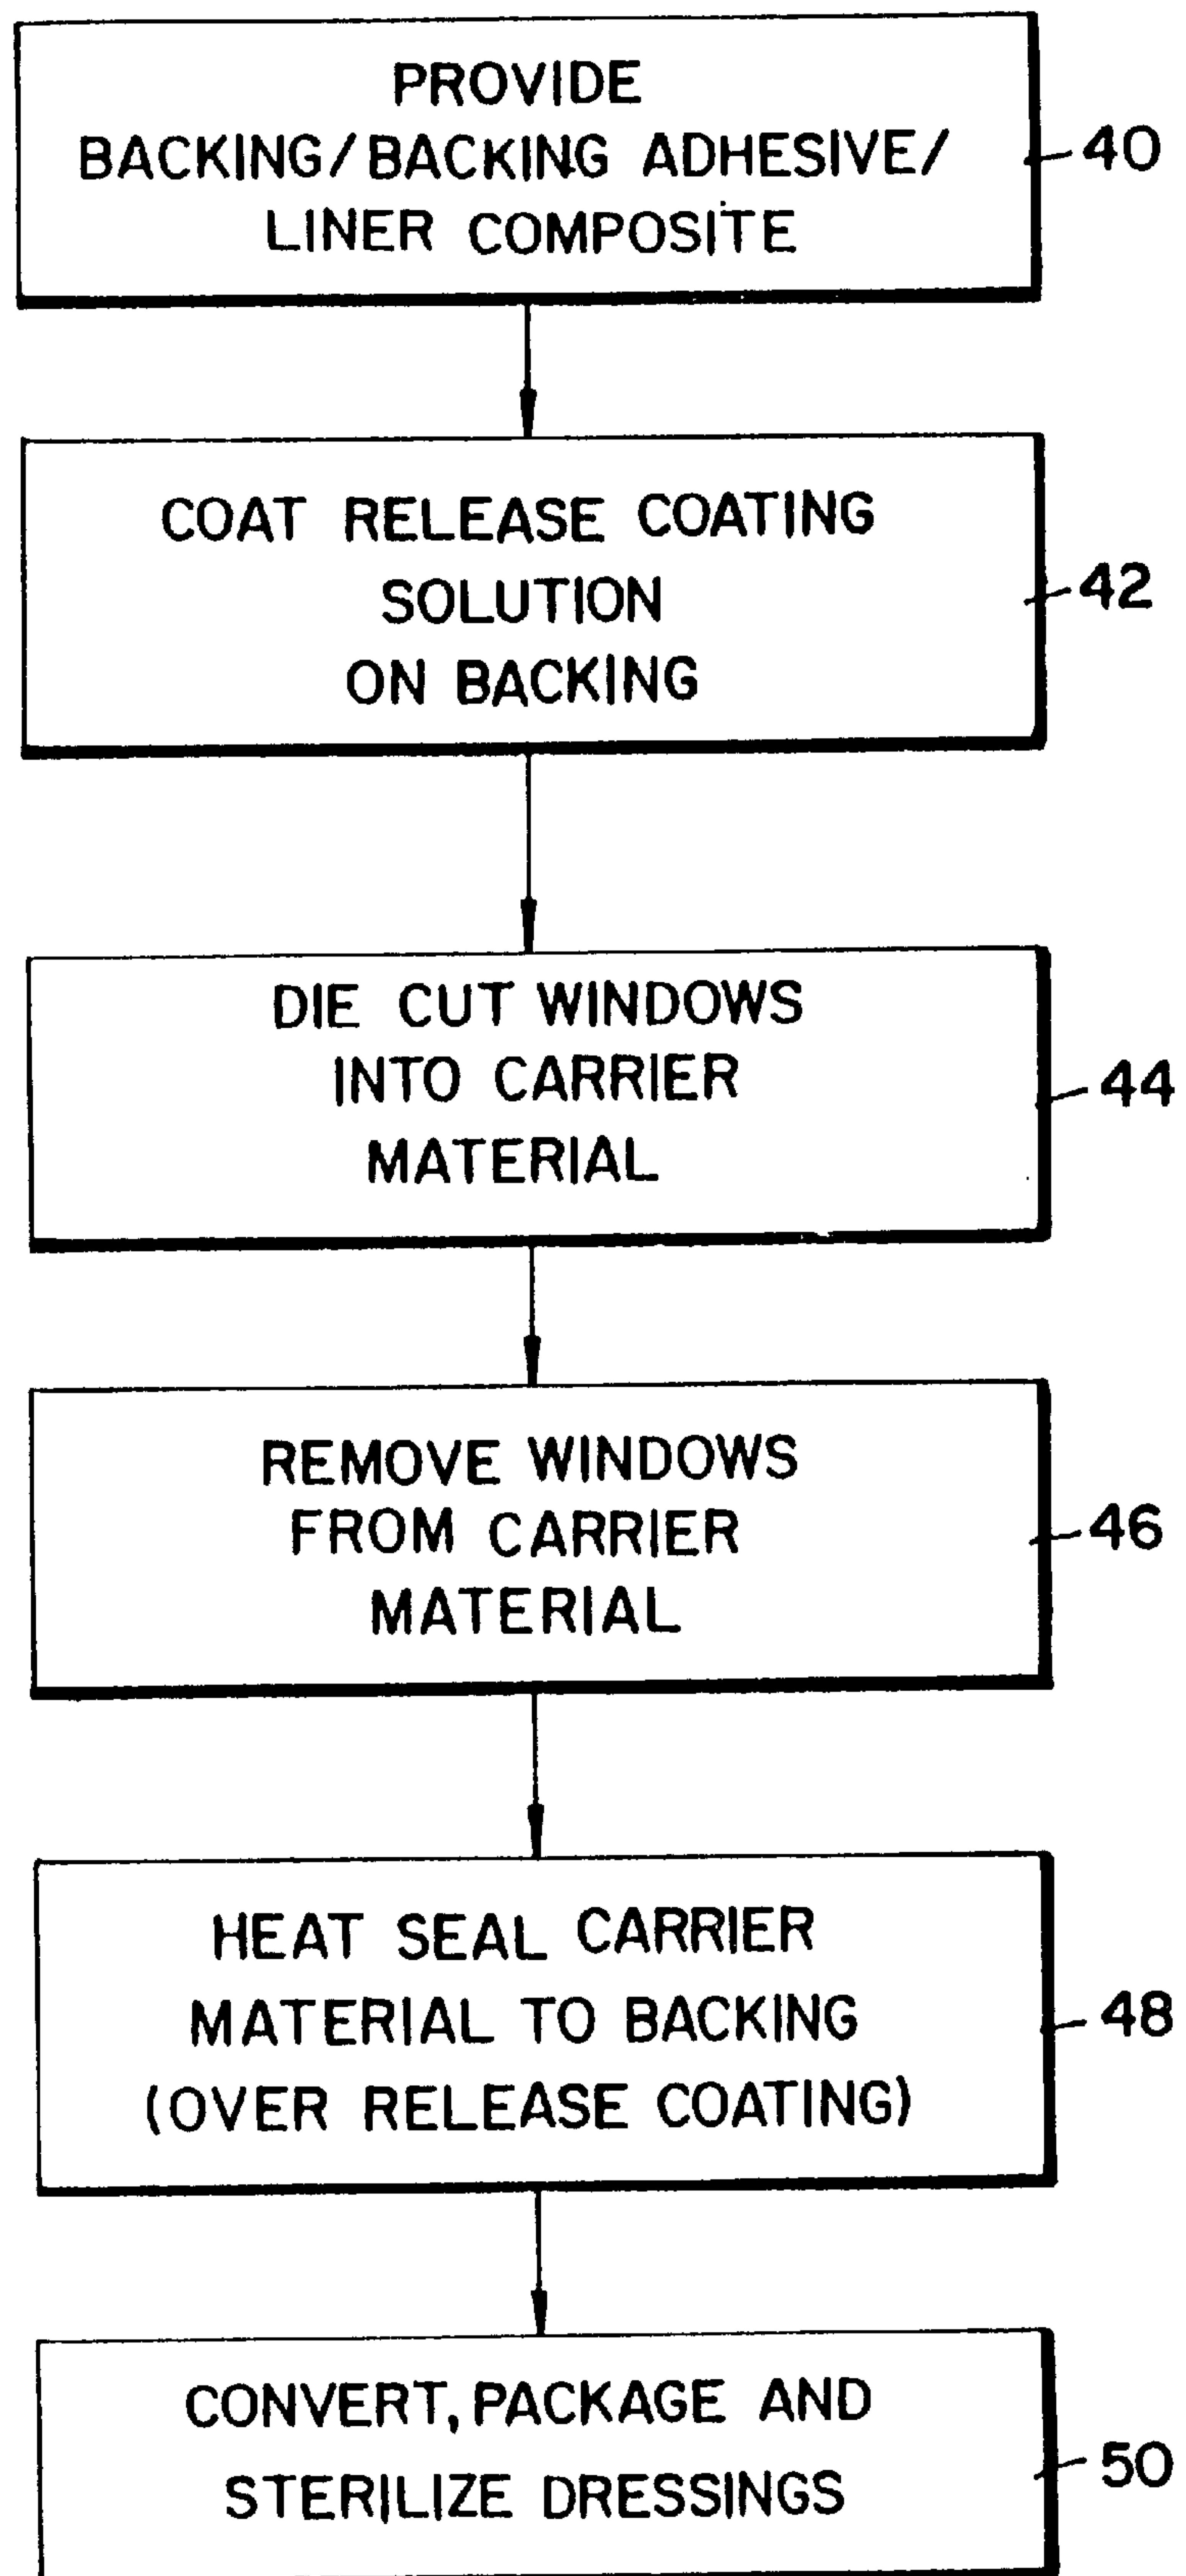 PROVIDE
BACKING/BACKING ADHESIVE/
LINER COMPOSITE
40
COAT RELEASE COATING
SOLUTION
ON BACKING
42
DIE CUT WINDOWS
INTO CARRIER
MATERIAL
44
REMOVE WINDOWS
FROM CARRIER
MATERIAL
46
HEAT SEAL CARRIER
MATERIAL TO BACKING
(OVER RELEASE COATING)
48
CONVERT, PACKAGE AND
STERILIZE DRESSINGS
50